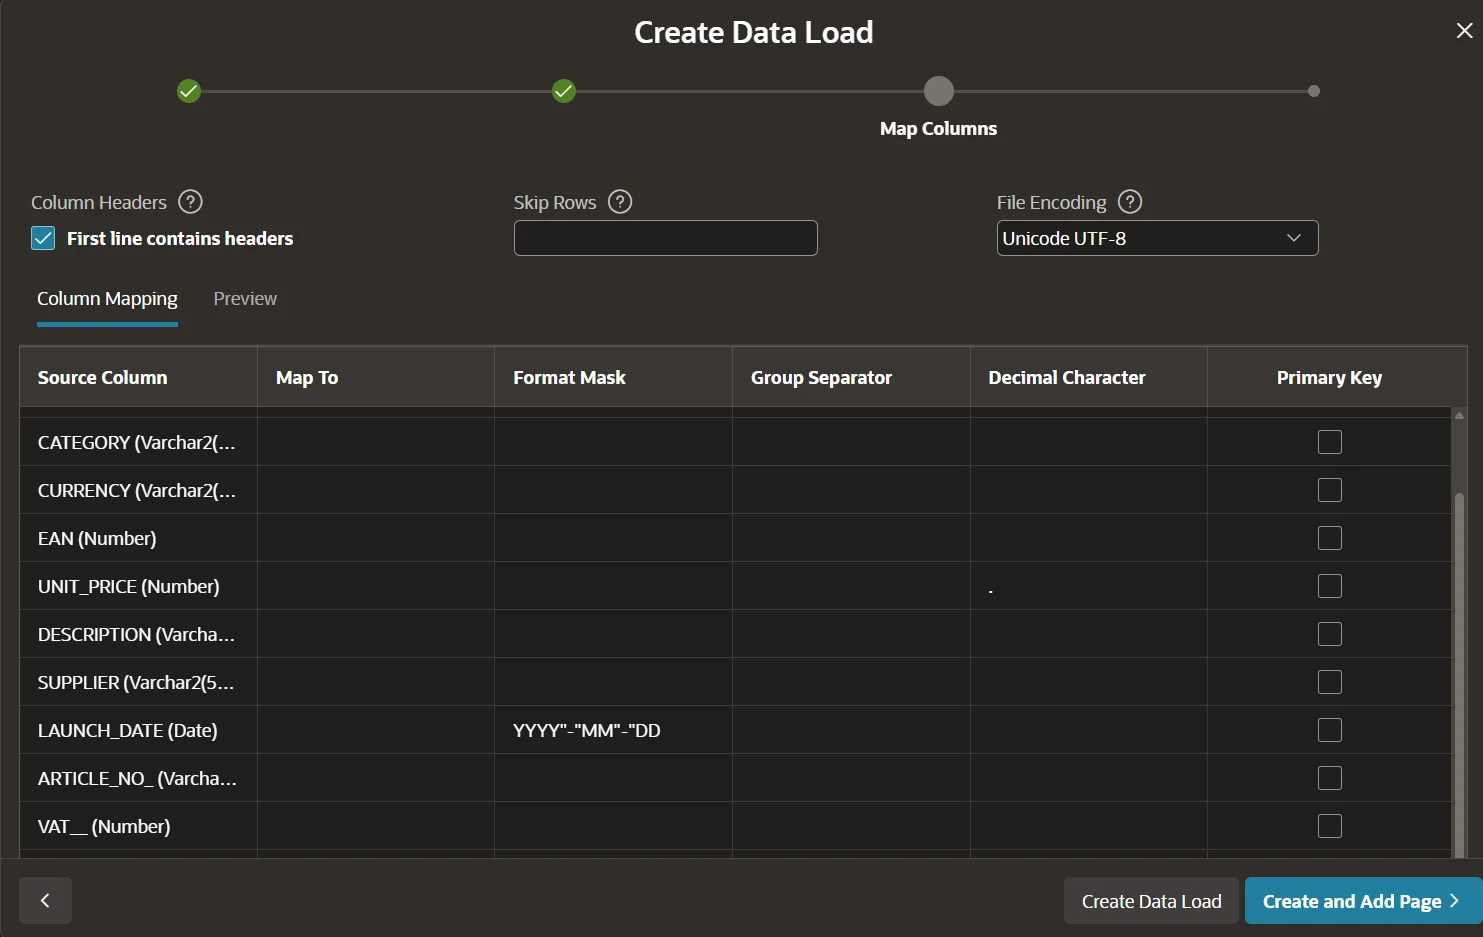 Create Data Load
Map Columns
Column Headers ? Skip Rows ? File Encoding ?
First line contains headers Unicode UTF-8
Column Mapping Preview
Source Column Map To Format Mask Group Separator Decimal Character Primary Key
CATEGORY (Varchar2(...
CURRENCY (Varchar2(...
EAN (Number)
UNIT_PRICE (Number) .
DESCRIPTION (Varcha...
SUPPLIER (Varchar2(5...
LAUNCH_DATE (Date) YYYY"-"MM"-"DD
ARTICLE_NO_ (Varcha...
VAT__ (Number)
Create Data Load Create and Add Page